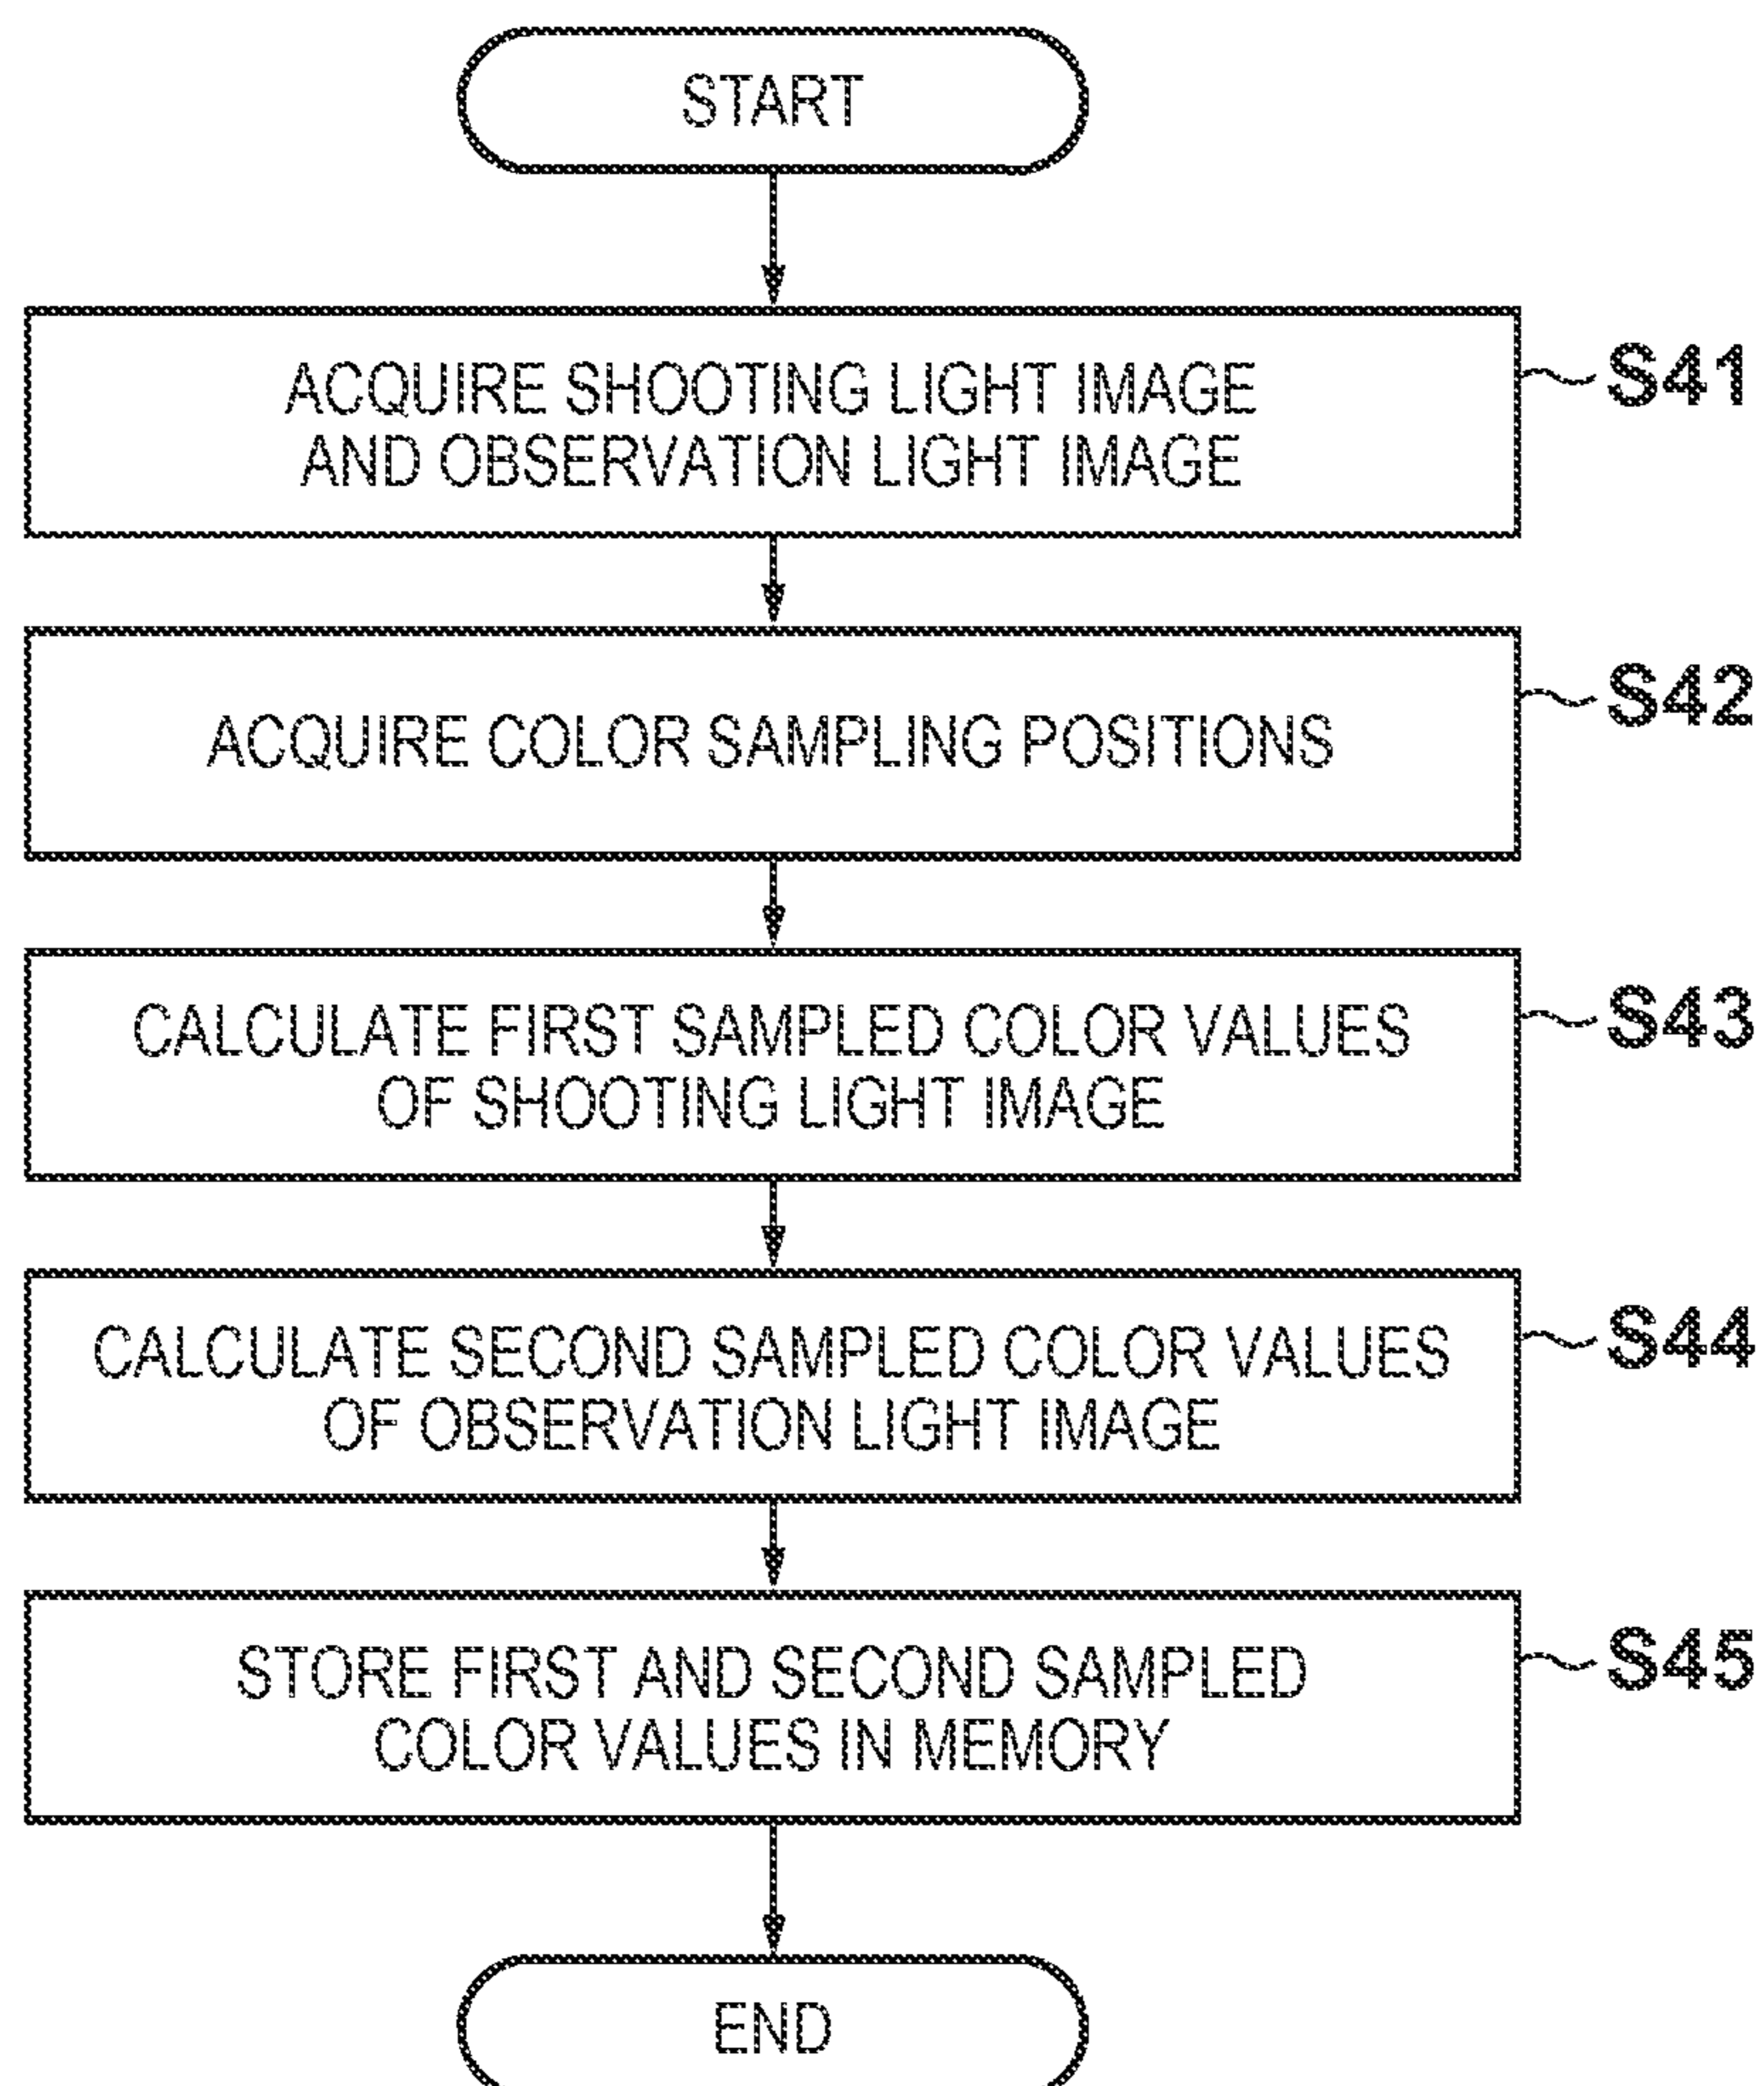 START
ACQUIRE SHOOTING LIGHT IMAGE
AND OBSERVATION LIGHT IMAGE
S41
ACQUIRE COLOR SAMPLING POSITIONS
S42
CALCULATE FIRST SAMPLED COLOR VALUES
OF SHOOTING LIGHT IMAGE
S43
CALCULATE SECOND SAMPLED COLOR VALUES
OF OBSERVATION LIGHT IMAGE
S44
STORE FIRST AND SECOND SAMPLED
COLOR VALUES IN MEMORY
S45
END